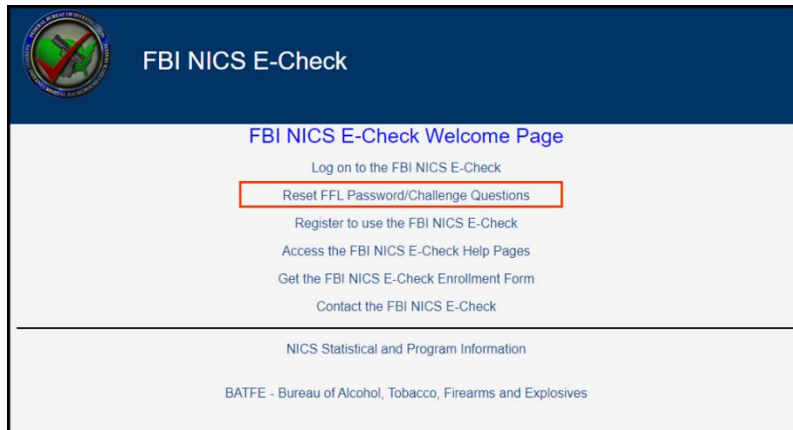 FBI NICS E-Check
FBI NICS E-Check Welcome Page
Log on to the FBI NICS E-Check
Reset FFL Password/Challenge Questions
Register to use the FBI NICS E-Check
Access the FBI NICS E-Check Help Pages
Get the FBI NICS E-Check Enrollment Form
Contact the FBI NICS E-Check
NICS Statistical and Program Information
BATFE - Bureau of Alcohol, Tobacco, Firearms and Explosives